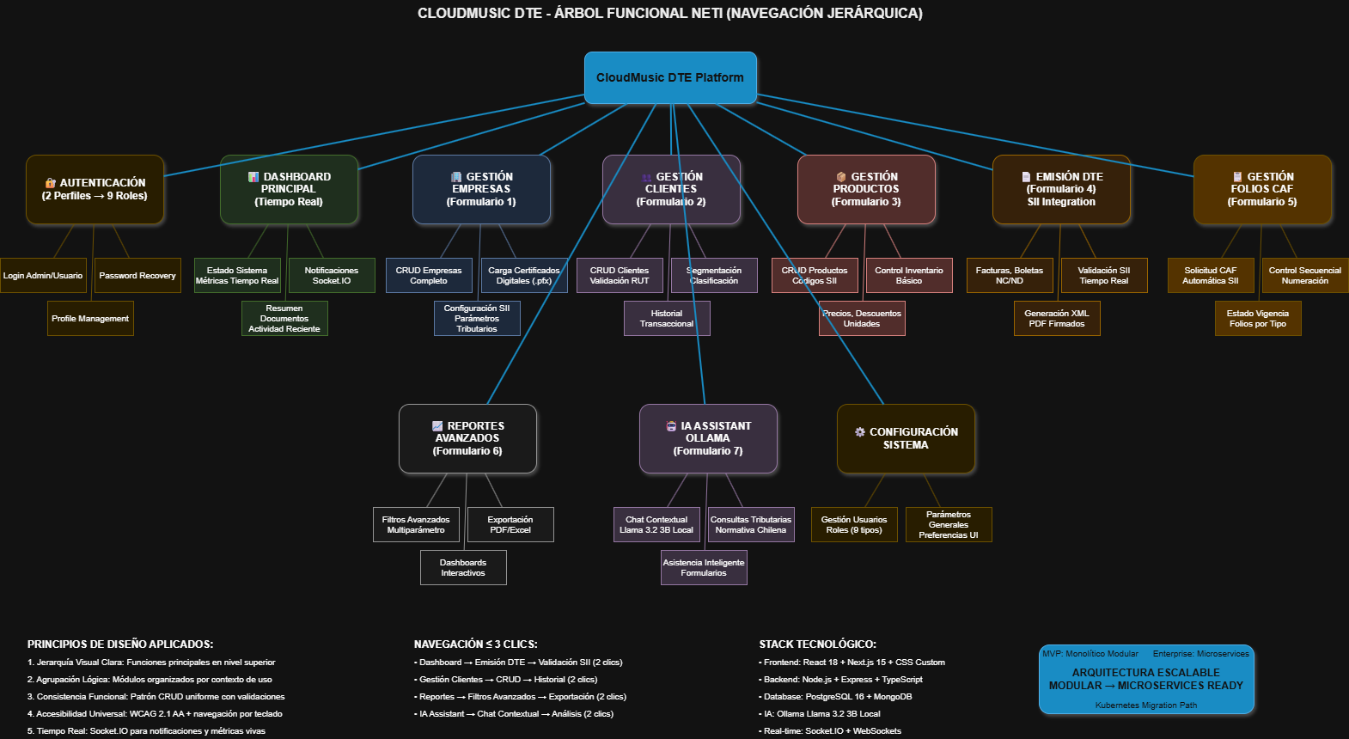 CLOUDMUSIC DTE - ÁRBOL FUNCIONAL NETI (NAVEGACIÓN JERÁRQUICA)
CloudMusic DTE Platform
🔐 AUTENTICACIÓN
(2 Perfiles → 9 Roles)
📊 DASHBOARD
PRINCIPAL
(Tiempo Real)
🏢 GESTIÓN
EMPRESAS
(Formulario 1)
👥 GESTIÓN
CLIENTES
(Formulario 2)
📦 GESTIÓN
PRODUCTOS
(Formulario 3)
📄 EMISIÓN DTE
(Formulario 4)
SII Integration
📋 GESTIÓN
FOLIOS CAF
(Formulario 5)
Login Admin/Usuario
Password Recovery
Profile Management
Estado Sistema
Métricas Tiempo Real
Notificaciones
Socket.IO
Resumen
Documentos
Actividad Reciente
CRUD Empresas
Completo
Carga Certificados
Digitales (.pfx)
Configuración SII
Parámetros
Tributarios
CRUD Clientes
Validación RUT
Segmentación
Clasificación
Historial
Transaccional
CRUD Productos
Códigos SII
Control Inventario
Básico
Precios, Descuentos
Unidades
Facturas, Boletas
NC/ND
Validación SII
Tiempo Real
Generación XML
PDF Firmados
Solicitud CAF
Automática SII
Control Secuencial
Numeración
Estado Vigencia
Folios por Tipo
📈 REPORTES
AVANZADOS
(Formulario 6)
🤖 IA ASSISTANT
OLLAMA
(Formulario 7)
⚙️ CONFIGURACIÓN
SISTEMA
Filtros Avanzados
Multiparámetro
Exportación
PDF/Excel
Dashboards
Interactivos
Chat Contextual
Llama 3.2 3B Local
Consultas Tributarias
Normativa Chilena
Asistencia Inteligente
Formularios
Gestión Usuarios
Roles (9 tipos)
Parámetros
Generales
Preferencias UI
PRINCIPIOS DE DISEÑO APLICADOS:
1. Jerarquía Visual Clara: Funciones principales en nivel superior
2. Agrupación Lógica: Módulos organizados por contexto de uso
3. Consistencia Funcional: Patrón CRUD uniforme con validaciones
4. Accesibilidad Universal: WCAG 2.1 AA + navegación por teclado
5. Tiempo Real: Socket.IO para notificaciones y métricas vivas
NAVEGACIÓN ≤ 3 CLICS:
• Dashboard → Emisión DTE → Validación SII (2 clics)
• Gestión Clientes → CRUD → Historial (2 clics)
• Reportes → Filtros Avanzados → Exportación (2 clics)
• IA Assistant → Chat Contextual → Análisis (2 clics)
STACK TECNOLÓGICO:
• Frontend: React 18 + Next.js 15 + CSS Custom
• Backend: Node.js + Express + TypeScript
• Database: PostgreSQL 16 + MongoDB
• IA: Ollama Llama 3.2 3B Local
• Real-time: Socket.IO + WebSockets
MVP: Monolítico Modular Enterprise: Microservices
ARQUITECTURA ESCALABLE
MODULAR → MICROSERVICES READY
Kubernetes Migration Path